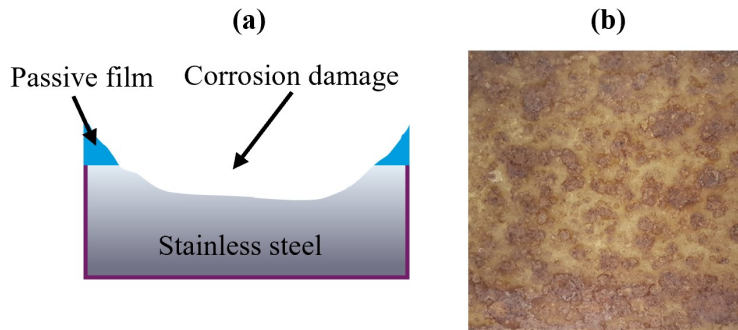 (a)
(b)
Passive film
Corrosion damage
Stainless steel